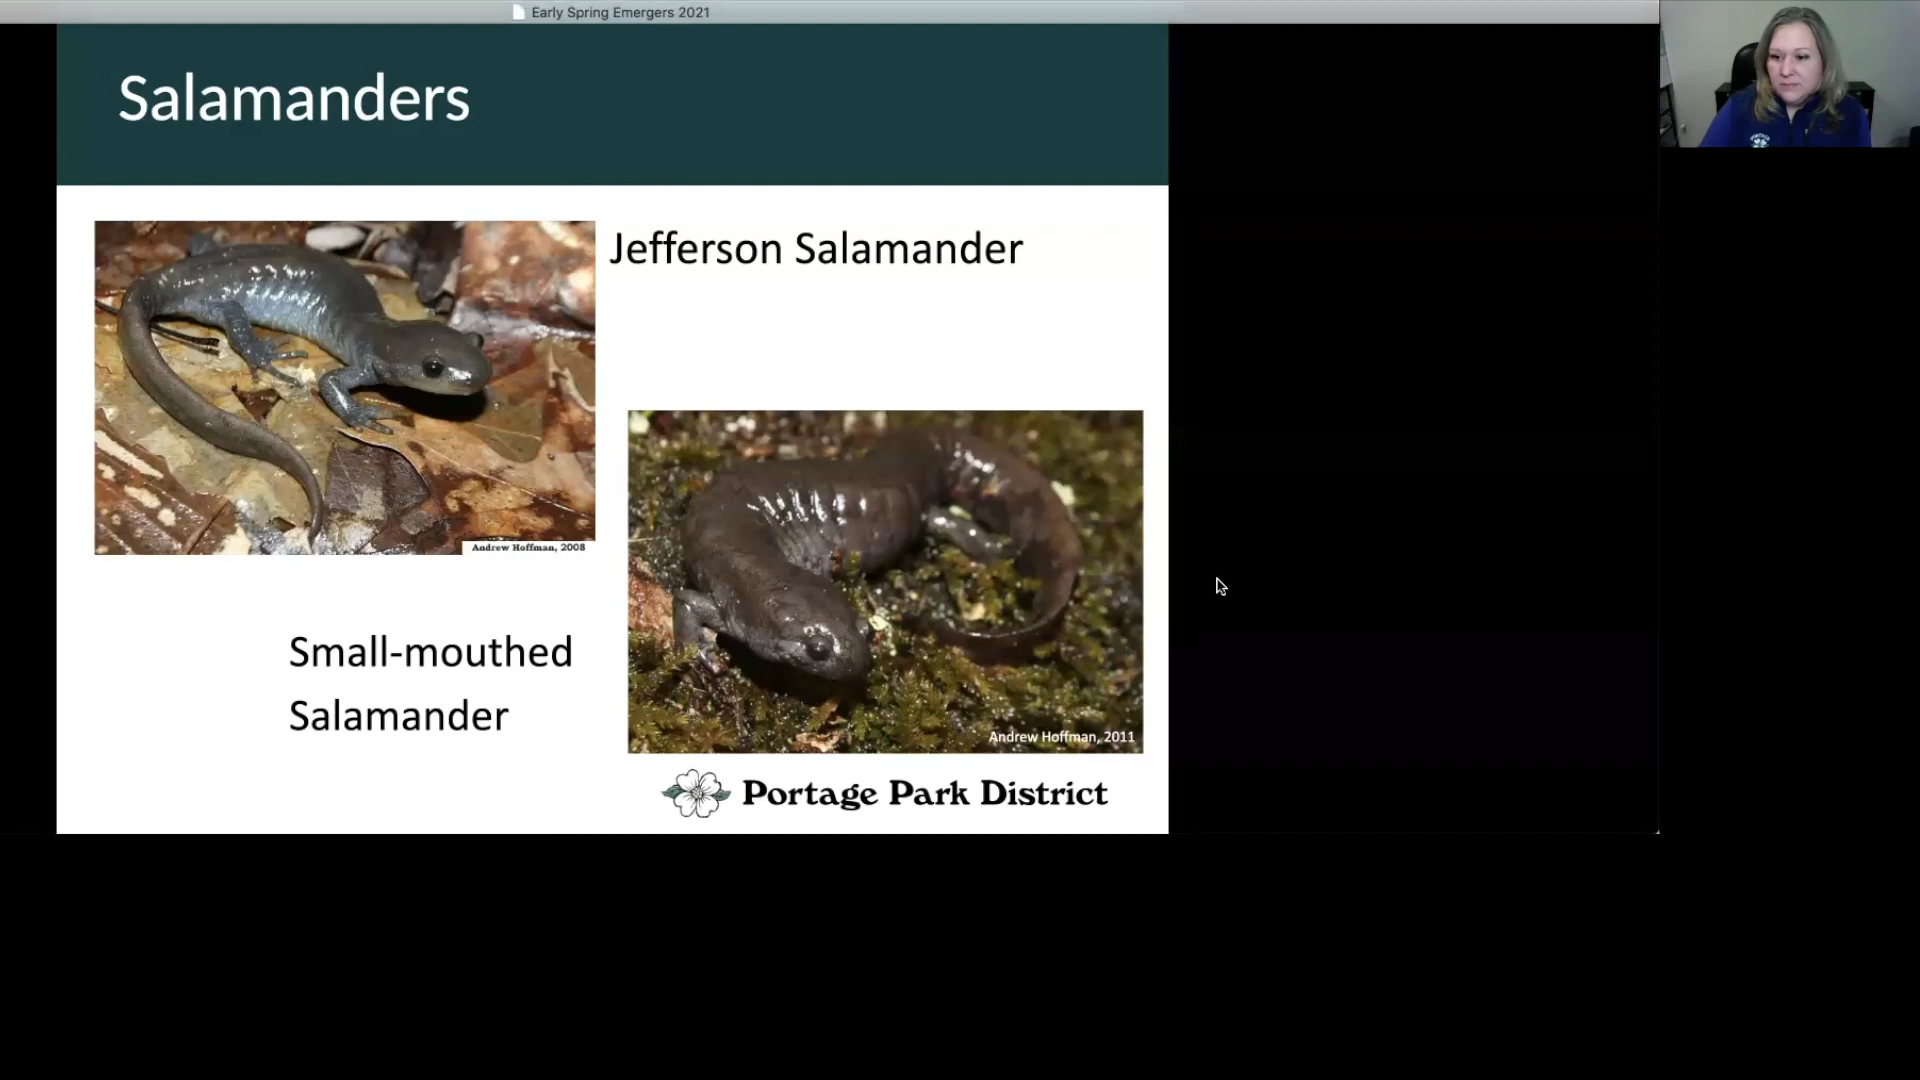 Early Spring Emergers 2021
Salamanders
Jefferson Salamander
Andrew Hoffman, 2008
Small-mouthed
Salamander
Andrew Hoffman, 2011
Portage Park District